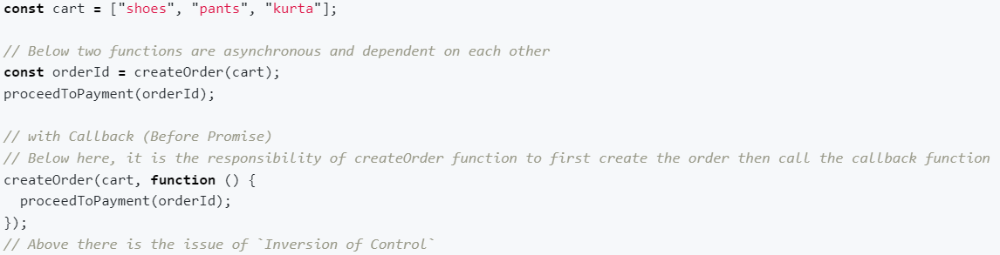 const cart = ["shoes", "pants", "kurta"];
// Below two functions are asynchronous and dependent on each other
const orderId = createOrder(cart);
proceedToPayment(orderId);
// with Callback (Before Promise)
// Below here, it is the responsibility of createOrder function to first create the order then call the callback function
createOrder(cart, function () {
  proceedToPayment(orderId);
});
// Above there is the issue of `Inversion of Control`